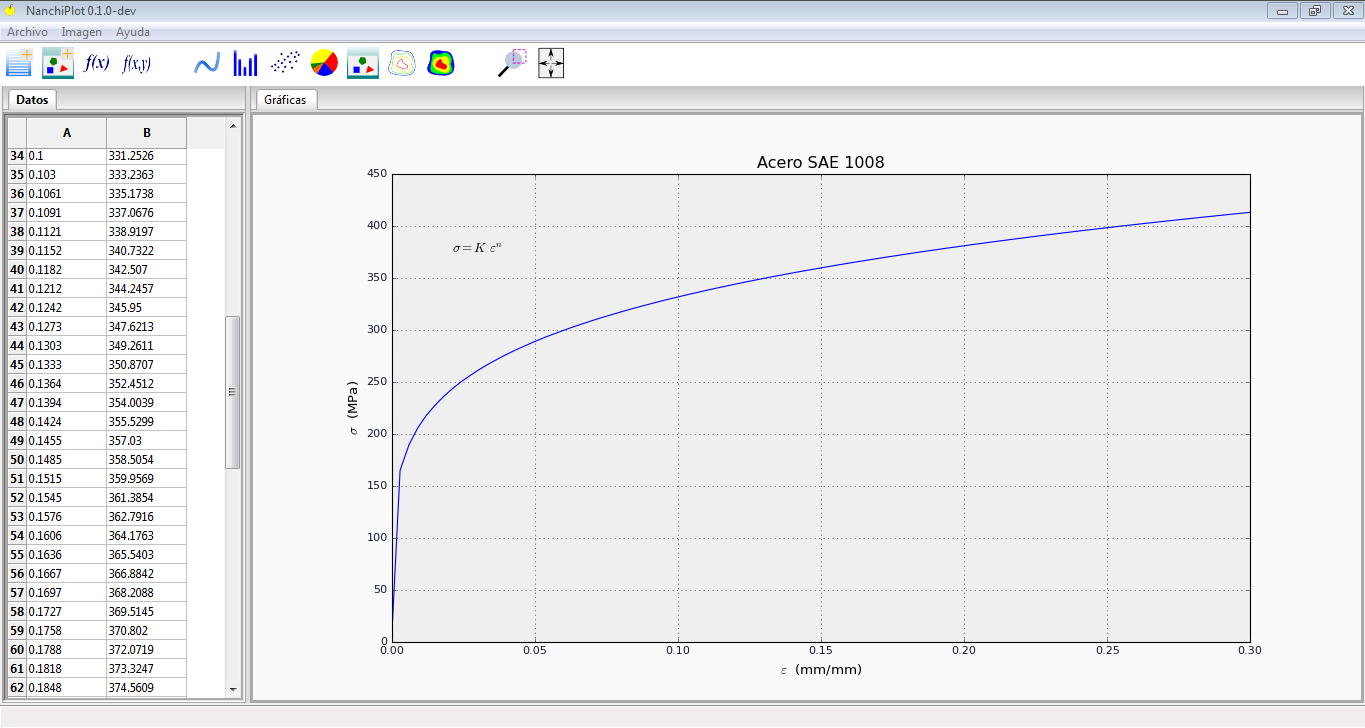 NanchiPlot 0.1.0-dev
Archivo Imagen Ayuda
f(x) f(x,y)
Datos
Gráficas
A B
34 0.1 331.2526
35 0.103 333.2363
36 0.1061 335.1738
37 0.1091 337.0676
38 0.1121 338.9197
39 0.1152 340.7322
40 0.1182 342.507
41 0.1212 344.2457
42 0.1242 345.95
43 0.1273 347.6213
44 0.1303 349.2611
45 0.1333 350.8707
46 0.1364 352.4512
47 0.1394 354.0039
48 0.1424 355.5299
49 0.1455 357.03
50 0.1485 358.5054
51 0.1515 359.9569
52 0.1545 361.3854
53 0.1576 362.7916
54 0.1606 364.1763
55 0.1636 365.5403
56 0.1667 366.8842
57 0.1697 368.2088
58 0.1727 369.5145
59 0.1758 370.802
60 0.1788 372.0719
61 0.1818 373.3247
62 0.1848 374.5609
Acero SAE 1008
450
400
σ = K εⁿ
350
300
250
σ (MPa)
200
150
100
50
0
0.00 0.05 0.10 0.15 0.20 0.25 0.30
ε (mm/mm)